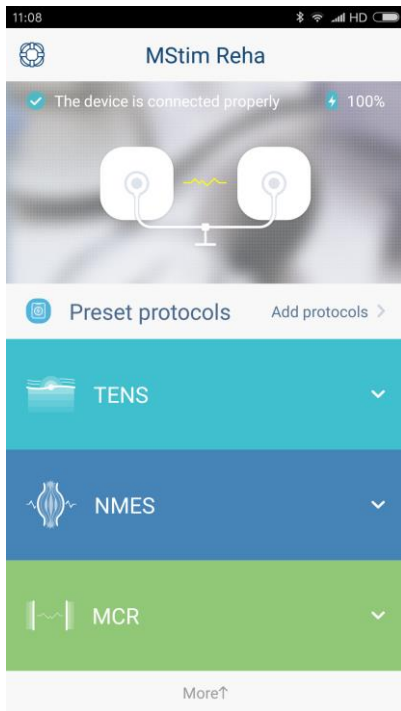 11:08 HD
MStim Reha
The device is connected properly 100%
Preset protocols Add protocols >
TENS
NMES
MCR
More↑